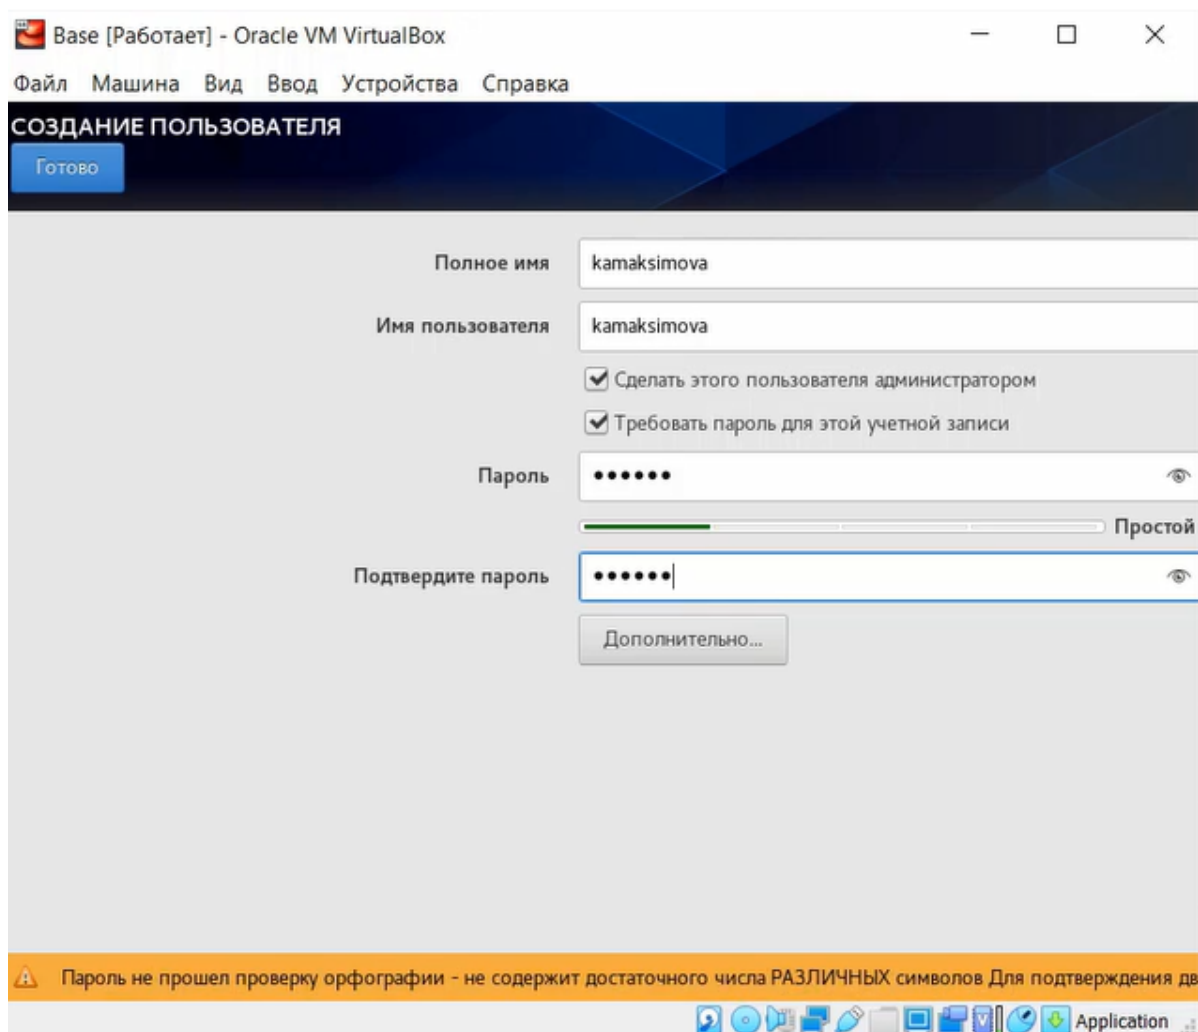 Base [Работает] - Oracle VM VirtualBox
Файл Машина Вид Ввод Устройства Справка
СОЗДАНИЕ ПОЛЬЗОВАТЕЛЯ
Готово
Полное имя kamaksimova
Имя пользователя kamaksimova
Сделать этого пользователя администратором
Требовать пароль для этой учетной записи
Пароль ••••••
Простой
Подтвердите пароль ••••••
Дополнительно...
Пароль не прошел проверку орфографии - не содержит достаточного числа РАЗЛИЧНЫХ символов Для подтверждения дв
Application